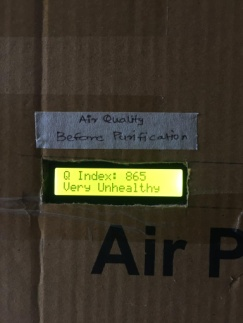 Air Quality
Before Purification
Q Index: 865
Very Unhealthy
Air P